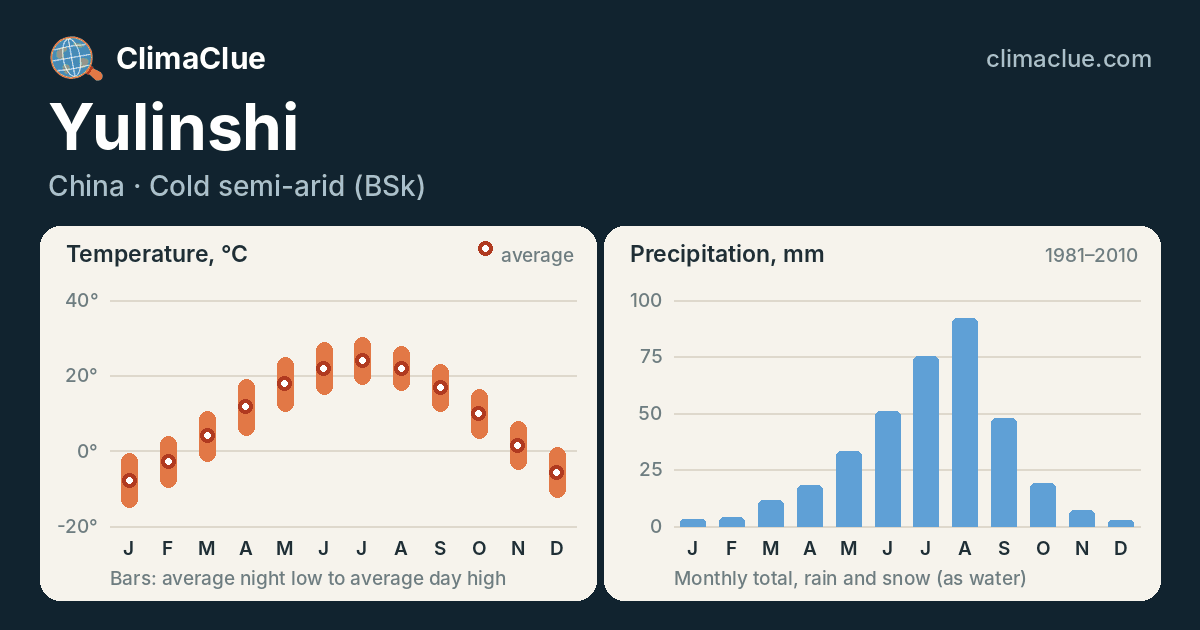 ClimaClue
climaclue.com
Yulinshi
China · Cold semi-arid (BSk)
Temperature, °C
average
40°
20°
0°
-20°
J F M A M J J A S O N D
Bars: average night low to average day high
Precipitation, mm
1981–2010
100
75
50
25
0
J F M A M J J A S O N D
Monthly total, rain and snow (as water)